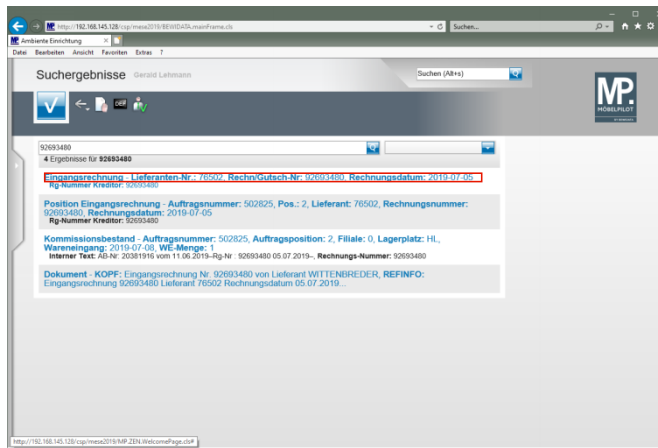 http://192.168.145.128/csp/mese2019/BEWIDATA.mainFrame.cls
Suchen...
Ambiente Einrichtung
Datei Bearbeiten Ansicht Favoriten Extras ?
Suchergebnisse Gerald Lehmann
Suchen (Alt+s)
MP.
MÖBELPILOT
OER
92693480
4 Ergebnisse für 92693480
Eingangsrechnung - Lieferanten-Nr.: 76502, Rechn/Gutsch-Nr: 92693480, Rechnungsdatum: 2019-07-05
Rg-Nummer Kreditor: 92693480
Position Eingangsrechnung - Auftragsnummer: 502825, Pos.: 2, Lieferant: 76502, Rechnungsnummer:
92693480, Rechnungsdatum: 2019-07-05
Rg-Nummer Kreditor: 92693480
Kommissionsbestand - Auftragsnummer: 502825, Auftragsposition: 2, Filiale: 0, Lagerplatz: HL,
Wareneingang: 2019-07-08, WE-Menge: 1
Interner Text: AB-Nr: 20381916 vom 11.06.2019--Rg-Nr : 92693480 05.07.2019--, Rechnungs-Nummer: 92693480
Dokument - KOPF: Eingangsrechnung Nr. 92693480 von Lieferant WITTENBREDER, REFINFO:
Eingangsrechnung 92693480 Lieferant 76502 Rechnungsdatum 05.07.2019...
http://192.168.145.128/csp/mese2019/MP.ZEN.WelcomePage.cls#